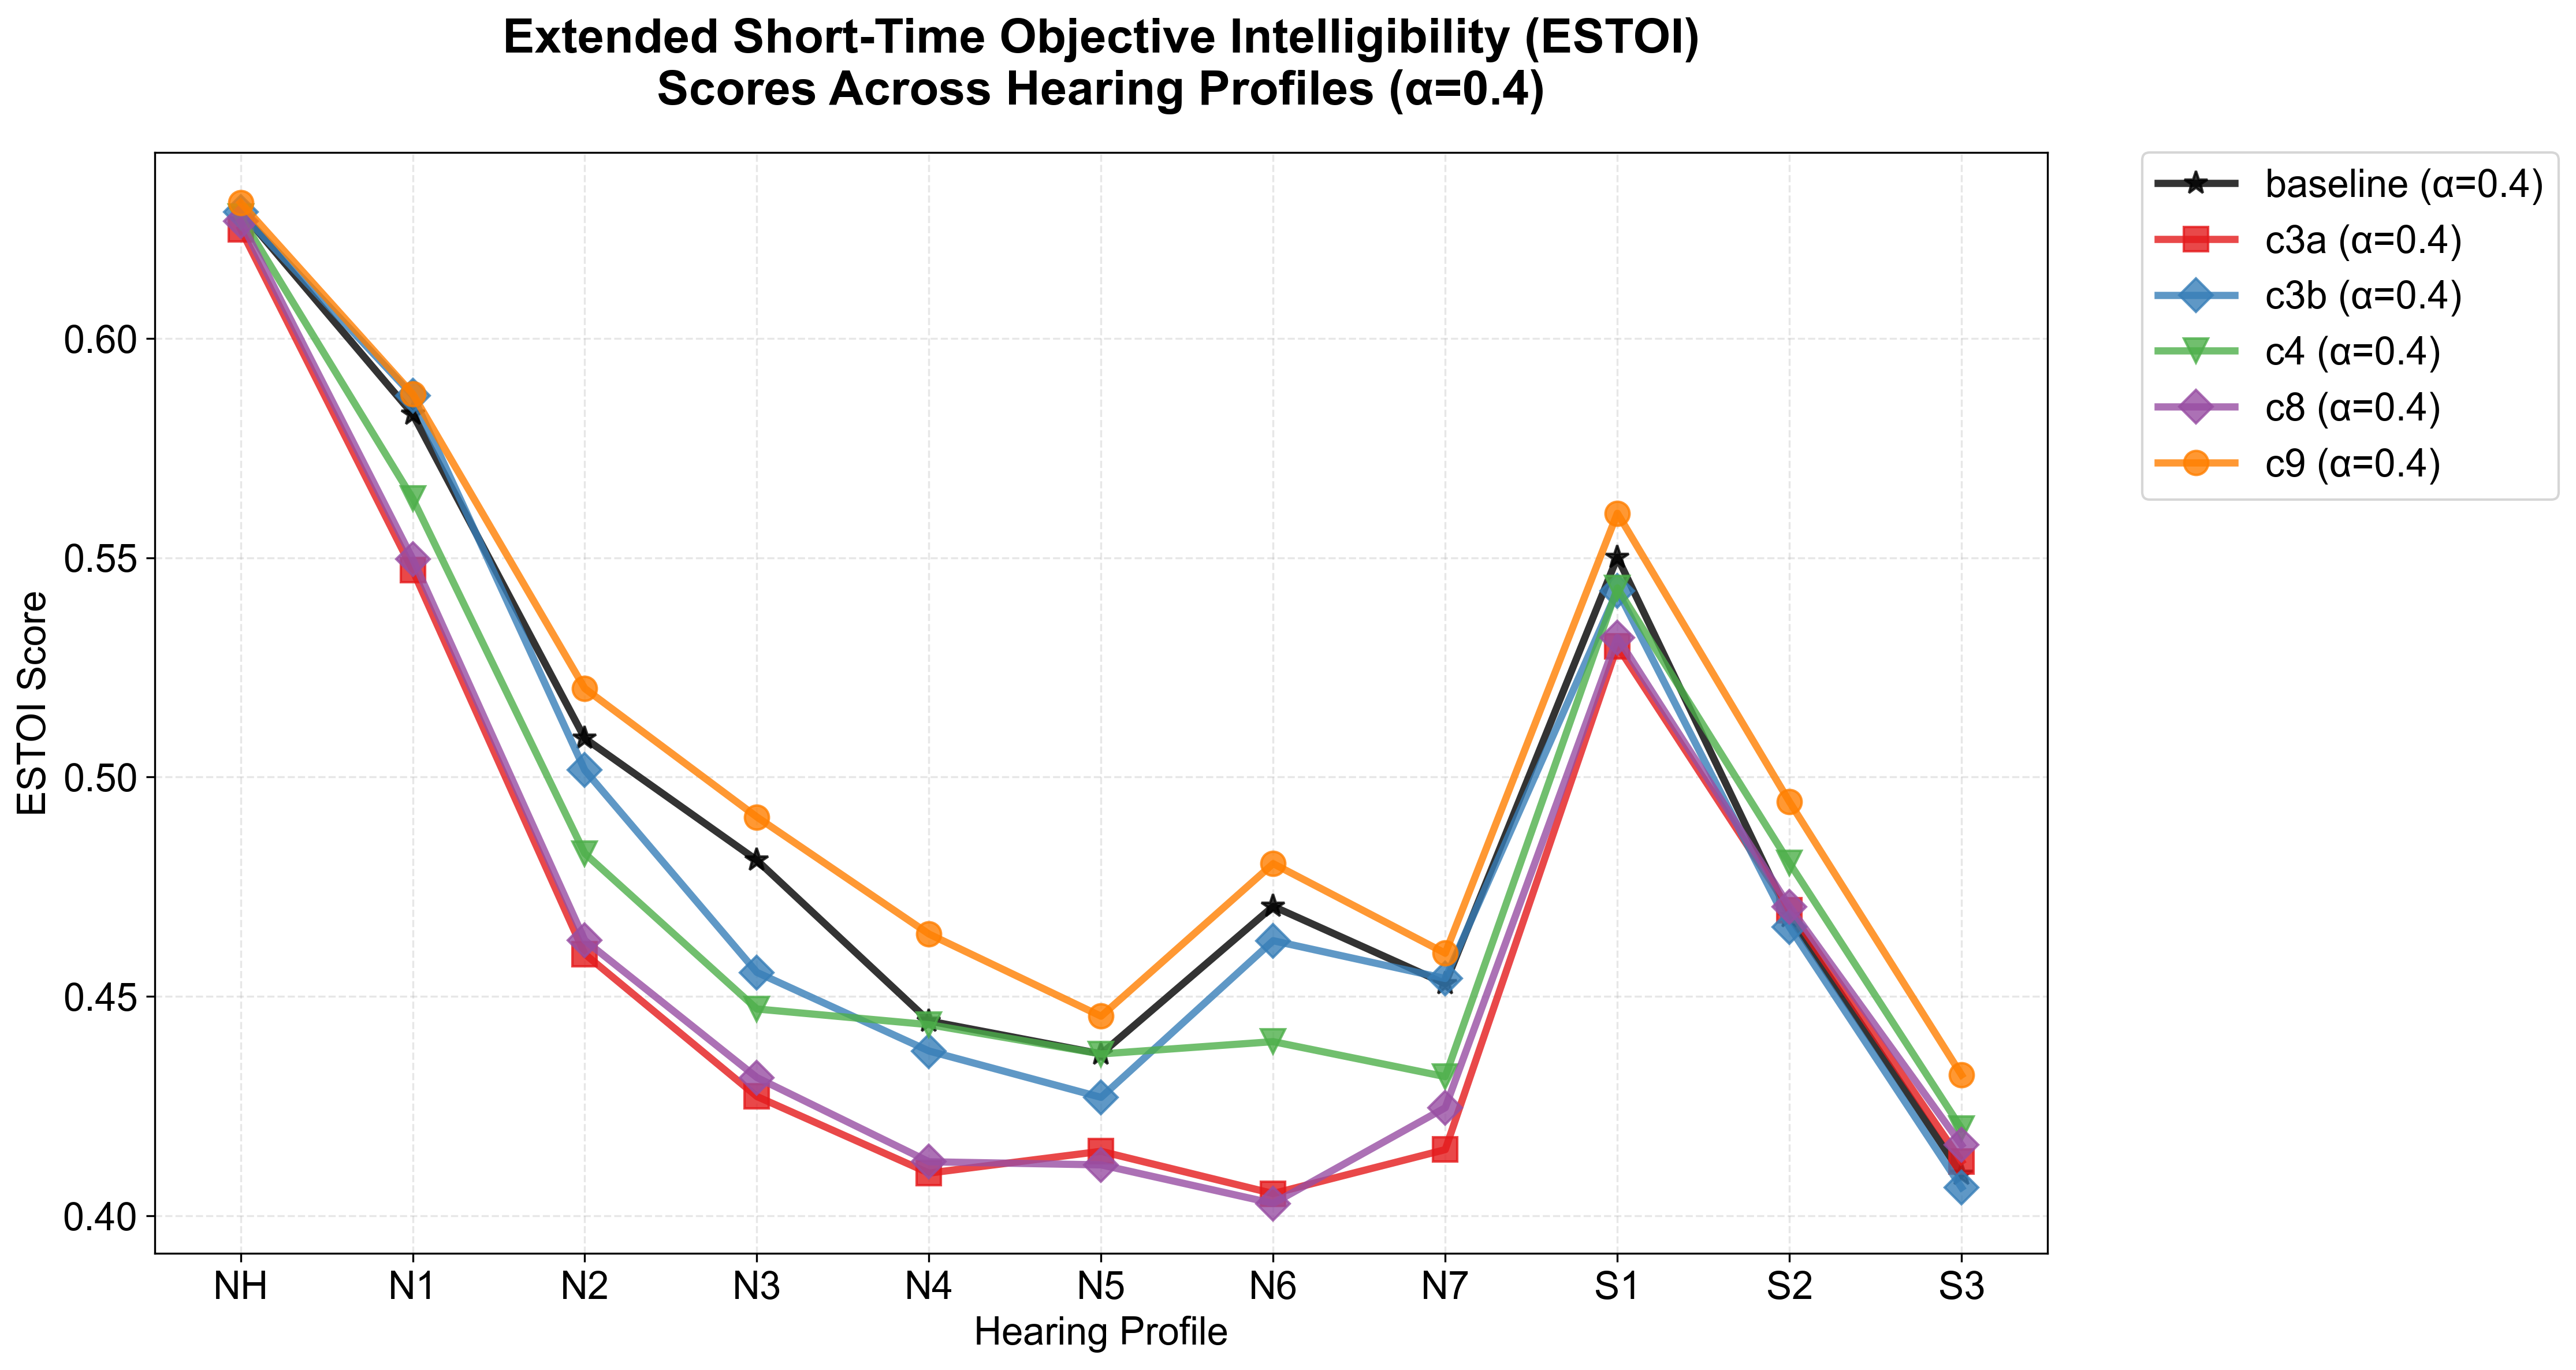 Extended Short-Time Objective Intelligibility (ESTOI)
Scores Across Hearing Profiles (α=0.4)
baseline (α=0.4)
c3a (α=0.4)
c3b (α=0.4)
c4 (α=0.4)
c8 (α=0.4)
c9 (α=0.4)
ESTOI Score
0.60
0.55
0.50
0.45
0.40
NH N1 N2 N3 N4 N5 N6 N7 S1 S2 S3
Hearing Profile